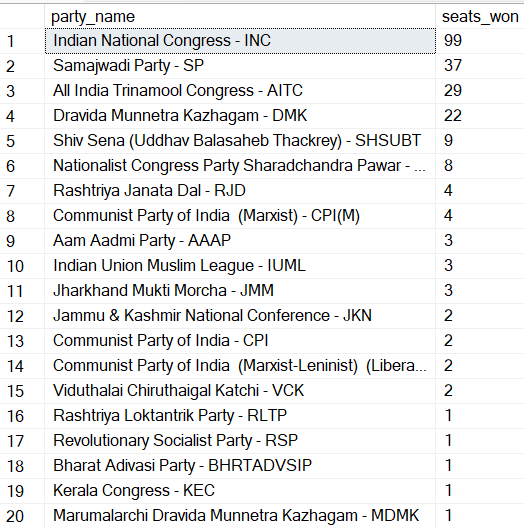 party_name seats_won
1 Indian National Congress - INC 99
2 Samajwadi Party - SP 37
3 All India Trinamool Congress - AITC 29
4 Dravida Munnetra Kazhagam - DMK 22
5 Shiv Sena (Uddhav Balasaheb Thackrey) - SHSUBT 9
6 Nationalist Congress Party Sharadchandra Pawar - ... 8
7 Rashtriya Janata Dal - RJD 4
8 Communist Party of India  (Marxist) - CPI(M) 4
9 Aam Aadmi Party - AAAP 3
10 Indian Union Muslim League - IUML 3
11 Jharkhand Mukti Morcha - JMM 3
12 Jammu & Kashmir National Conference - JKN 2
13 Communist Party of India - CPI 2
14 Communist Party of India  (Marxist-Leninist)  (Libera... 2
15 Viduthalai Chiruthaigal Katchi - VCK 2
16 Rashtriya Loktantrik Party - RLTP 1
17 Revolutionary Socialist Party - RSP 1
18 Bharat Adivasi Party - BHRTADVSIP 1
19 Kerala Congress - KEC 1
20 Marumalarchi Dravida Munnetra Kazhagam - MDMK 1